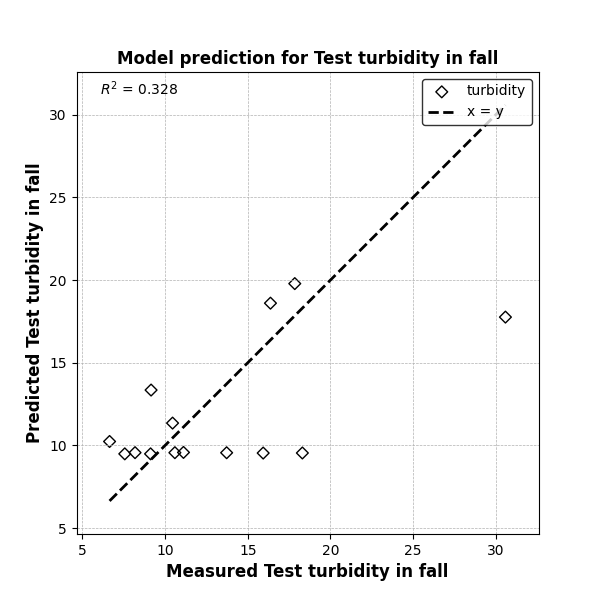 Model prediction for Test turbidity in fall
R² = 0.328
turbidity
x = y
30
25
20
15
10
5
Predicted Test turbidity in fall
5 10 15 20 25 30
Measured Test turbidity in fall